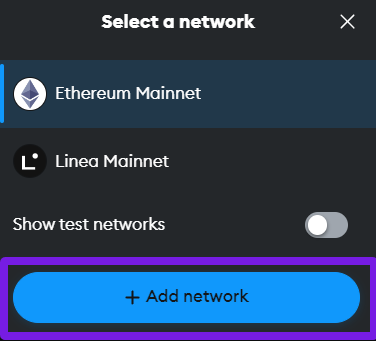 Select a network
Ethereum Mainnet
Linea Mainnet
Show test networks
+ Add network